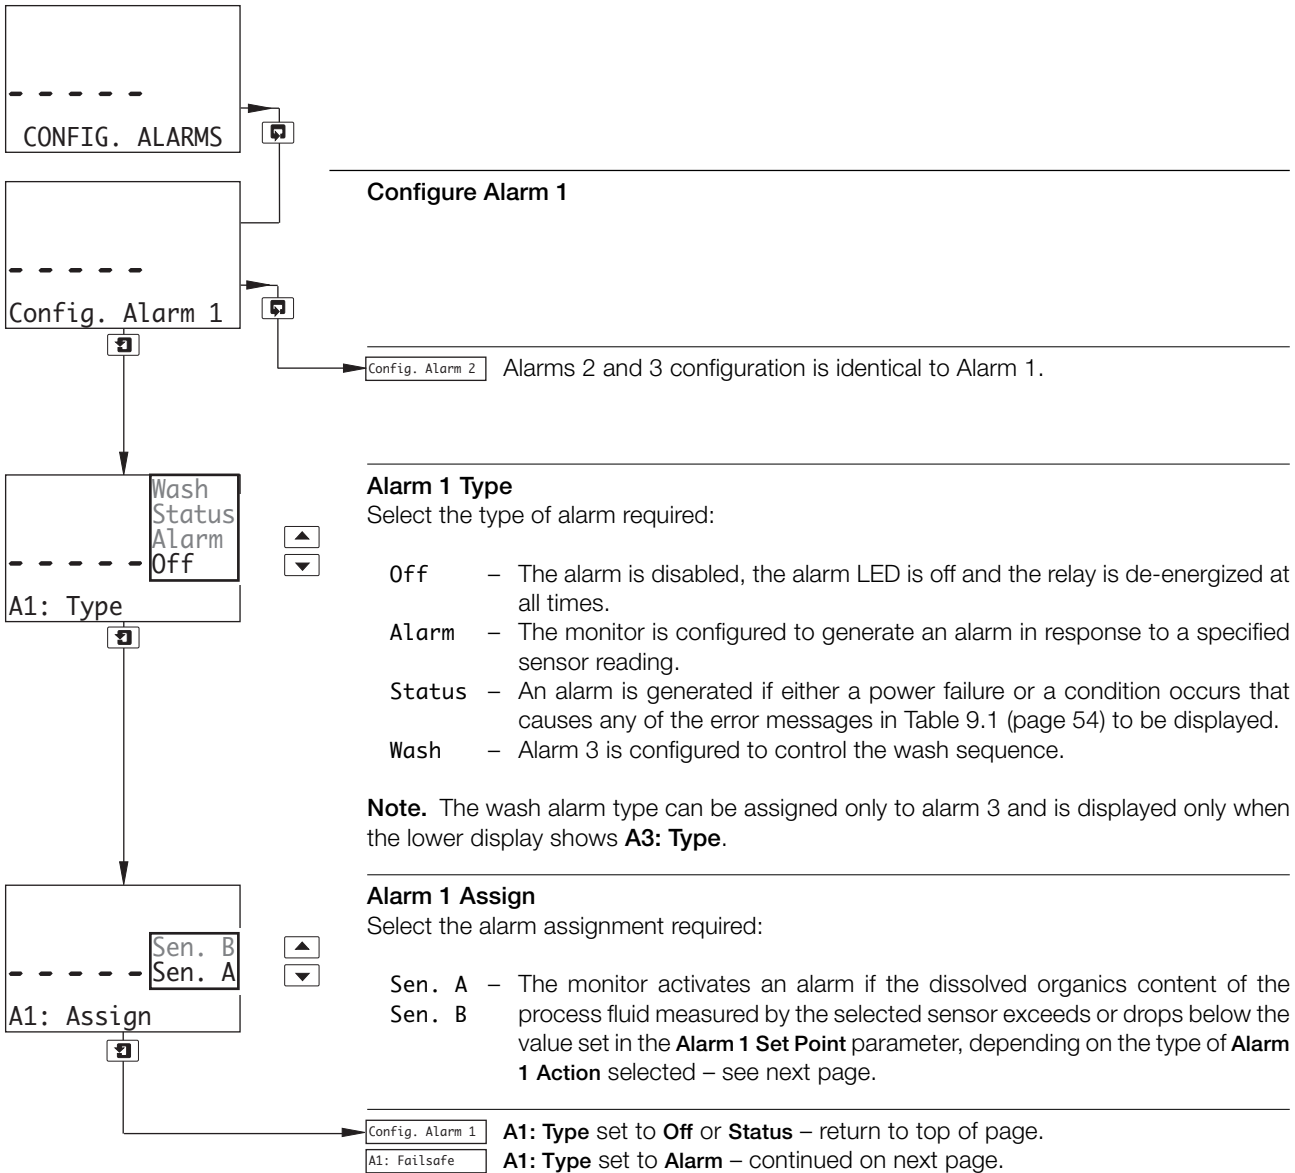 - - - - -
CONFIG. ALARMS
Configure Alarm 1
- - - - -
Config. Alarm 1
Config. Alarm 2 Alarms 2 and 3 configuration is identical to Alarm 1.
Wash
Status
Alarm
- - - - - Off
A1: Type
Alarm 1 Type
Select the type of alarm required:
Off – The alarm is disabled, the alarm LED is off and the relay is de-energized at
all times.
Alarm – The monitor is configured to generate an alarm in response to a specified
sensor reading.
Status – An alarm is generated if either a power failure or a condition occurs that
causes any of the error messages in Table 9.1 (page 54) to be displayed.
Wash – Alarm 3 is configured to control the wash sequence.
Note. The wash alarm type can be assigned only to alarm 3 and is displayed only when
the lower display shows A3: Type.
Sen. B
- - - - - Sen. A
A1: Assign
Alarm 1 Assign
Select the alarm assignment required:
Sen. A – The monitor activates an alarm if the dissolved organics content of the
Sen. B process fluid measured by the selected sensor exceeds or drops below the
value set in the Alarm 1 Set Point parameter, depending on the type of Alarm
1 Action selected – see next page.
Config. Alarm 1 A1: Type set to Off or Status – return to top of page.
A1: Failsafe A1: Type set to Alarm – continued on next page.